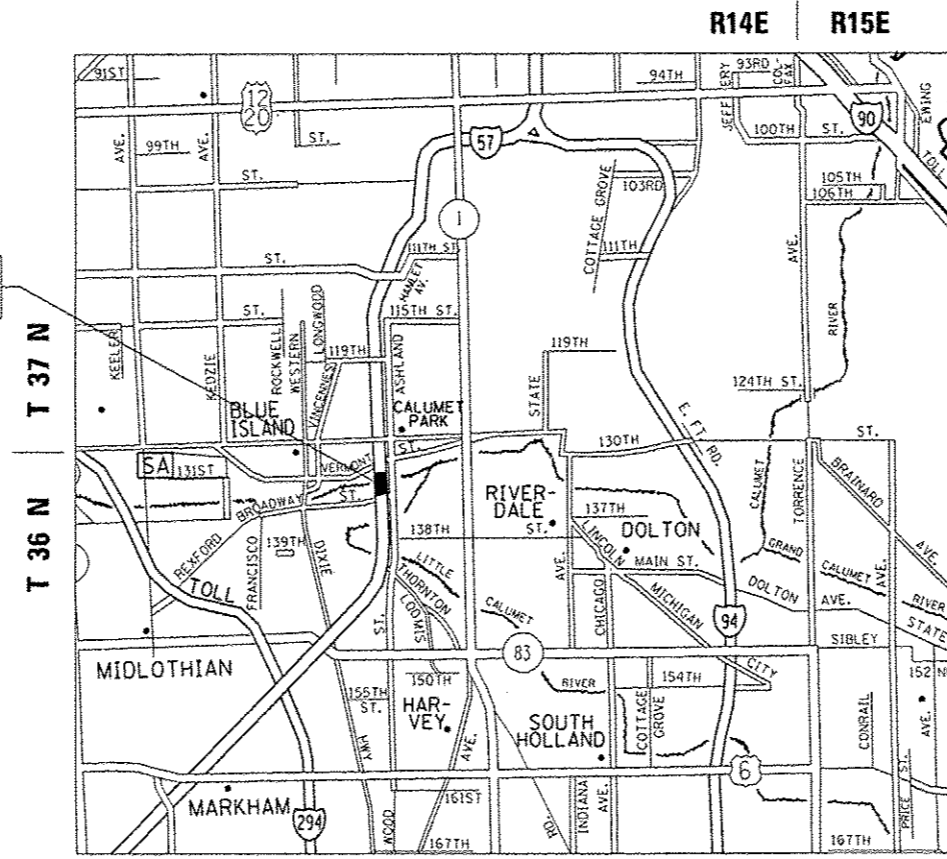 R14E R15E
91ST
12
20
94TH
93RD
COL-
FAX
JEFFERY
EWING
90
TOLL
57
99TH
AVE.
AVE.
ST.
100TH ST.
ST.
103RD
105TH
106TH
COTTAGE GROVE
1
111TH ST.
111TH
AVE.
ST.
RIVER
115TH ST.
ST.
T 37 N
KEELER
KEDZIE
ROCKWELL
WESTERN
LONGWOOD
VINCENNES
119TH
ASHLAND
119TH
STATE
124TH ST.
BLUE
ISLAND
CALUMET
PARK
ST.
130TH
E. FT RD.
ST.
SA
131ST
VERMONT
ST.
BROADWAY
T 36 N
REXFORD
FRANCISCO
139TH
DIXIE
HWY
138TH ST.
RIVER-
DALE
137TH
DOLTON
LINCOLN
MAIN ST.
CALUMET
TORRENCE
AVE.
BRAINARD
AVE.
GRAND
CALUMET
RIVER
STATE
DOLTON AVE.
TOLL
LITTLE
CALUMET
RIVER
THORNTON
ST.
AVE.
CHICAGO
MICHIGAN
CITY
94
SIBLEY
83
MIDLOTHIAN
150TH
152
154TH
155TH
ST.
HAR-
VEY
AVE.
SOUTH
HOLLAND
COTTAGE
GROVE
CONRAIL
AVE.
6
PRICE ST.
MARKHAM
294
WOOD
161ST
167TH
RD.
INDIANA
AVE.
167TH